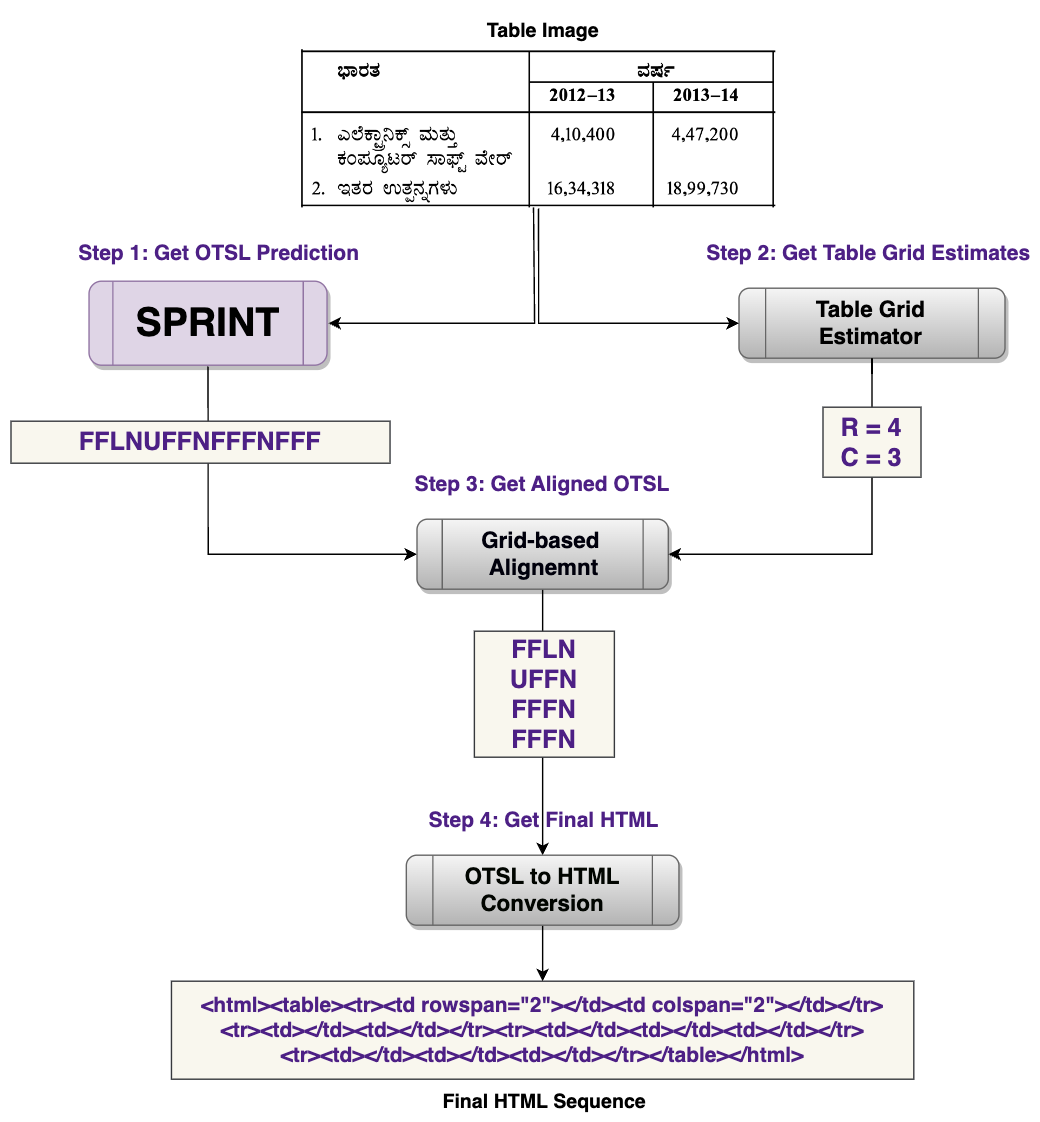 Table Image
ಭಾರತ ವರ್ಷ
2012–13 2013–14
1. ಎಲೆಕ್ಟ್ರಾನಿಕ್ಸ್ ಮತ್ತು 4,10,400 4,47,200
ಕಂಪ್ಯೂಟರ್ ಸಾಫ್ಟ್ ವೇರ್
2. ಇತರ ಉತ್ಪನ್ನಗಳು 16,34,318 18,99,730
Step 1: Get OTSL Prediction
Step 2: Get Table Grid Estimates
SPRINT
Table Grid
Estimator
FFLNUFFNFFFNFFF
R = 4
C = 3
Step 3: Get Aligned OTSL
Grid-based
Alignemnt
FFLN
UFFN
FFFN
FFFN
Step 4: Get Final HTML
OTSL to HTML
Conversion
<html><table><tr><td rowspan="2"></td><td colspan="2"></td></tr>
<tr><td></td><td></td></tr><tr><td></td><td></td><td></td></tr>
<tr><td></td><td></td><td></td></tr></table></html>
Final HTML Sequence